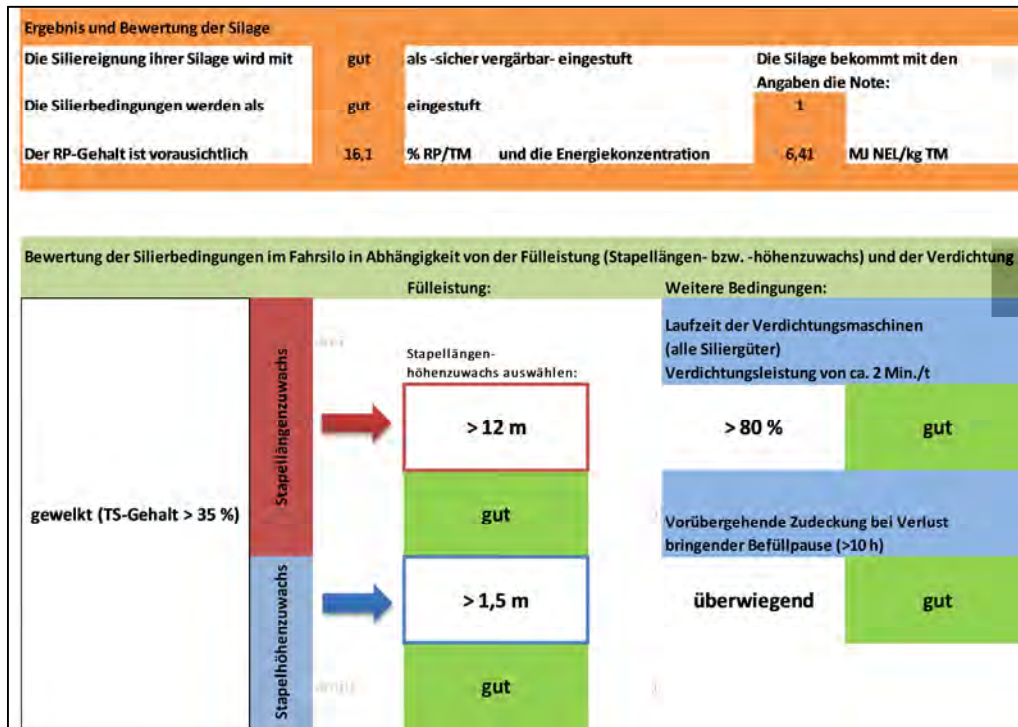 Ergebnis und Bewertung der Silage
Die Siliereignung ihrer Silage wird mit gut als -sicher vergärbar- eingestuft Die Silage bekommt mit den
Angaben die Note:
Die Silierbedingungen werden als gut eingestuft 1
Der RP-Gehalt ist vorausichtlich 16,1 % RP/TM und die Energiekonzentration 6,41 MJ NEL/kg TM
Bewertung der Silierbedingungen im Fahrsilo in Abhängigkeit von der Fülleistung (Stapellängen- bzw. -höhenzuwachs) und der Verdichtung
Fülleistung: Weitere Bedingungen:
Laufzeit der Verdichtungsmaschinen
(alle Siliergüter)
Verdichtungsleistung von ca. 2 Min./t
Stapellängen-
höhenzuwachs auswählen:
Stapellängenzuwachs
> 12 m
> 80 % gut
gut
gewelkt (TS-Gehalt > 35 %)
Vorübergehende Zudeckung bei Verlust
bringender Befüllpause (>10 h)
Stapelhöhenzuwachs
> 1,5 m
überwiegend gut
gut